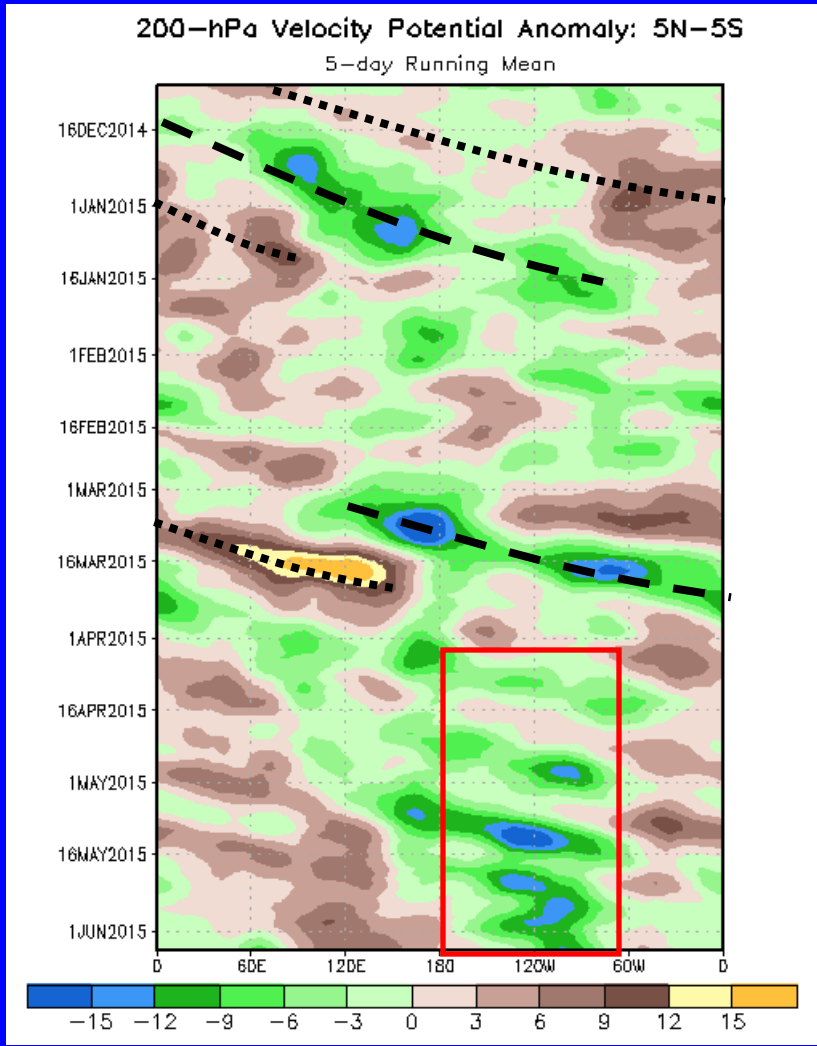 200-hPa Velocity Potential Anomaly: 5N-5S
5-day Running Mean
16DEC2014
1JAN2015
16JAN2015
1FEB2015
16FEB2015
1MAR2015
16MAR2015
1APR2015
16APR2015
1MAY2015
16MAY2015
1JUN2015
0 60E 120E 180 120W 60W 0
-15 -12 -9 -6 -3 0 3 6 9 12 15